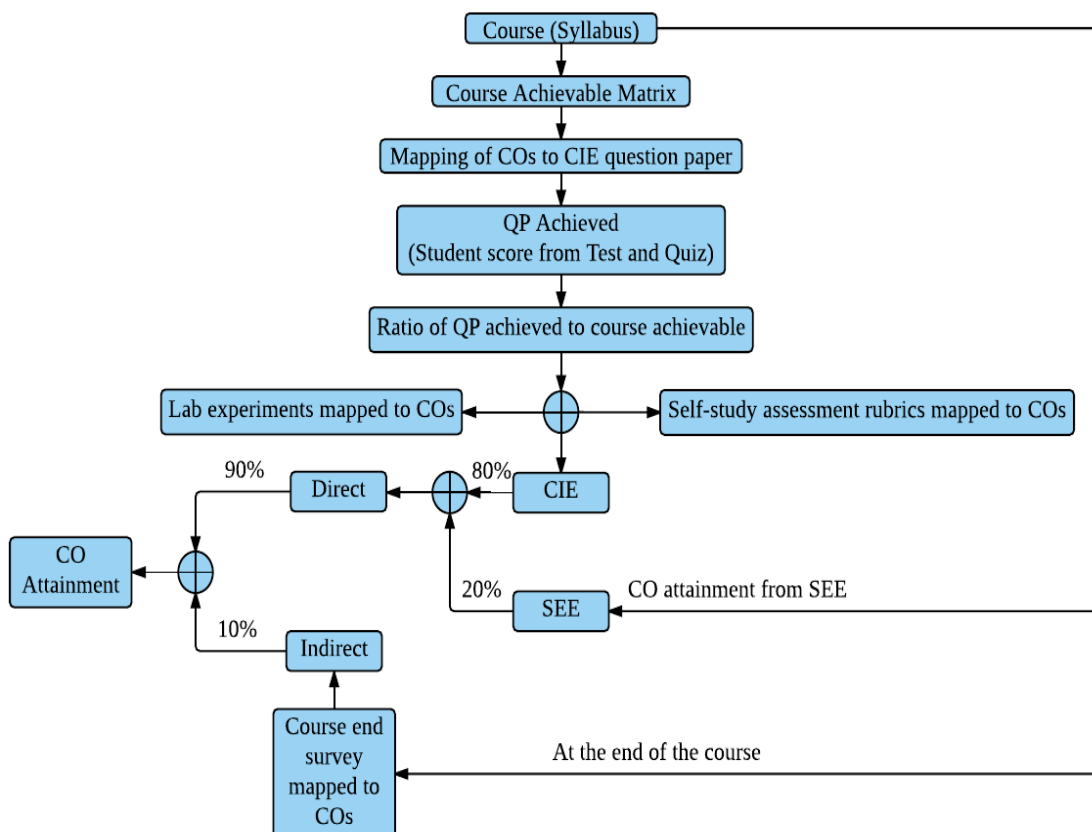 Course (Syllabus)
Course Achievable Matrix
Mapping of COs to CIE question paper
QP Achieved
(Student score from Test and Quiz)
Ratio of QP achieved to course achievable
Lab experiments mapped to COs
Self-study assessment rubrics mapped to COs
90%
80%
Direct
CIE
CO
Attainment
20%
CO attainment from SEE
SEE
10%
Indirect
Course end
survey
mapped to
COs
At the end of the course